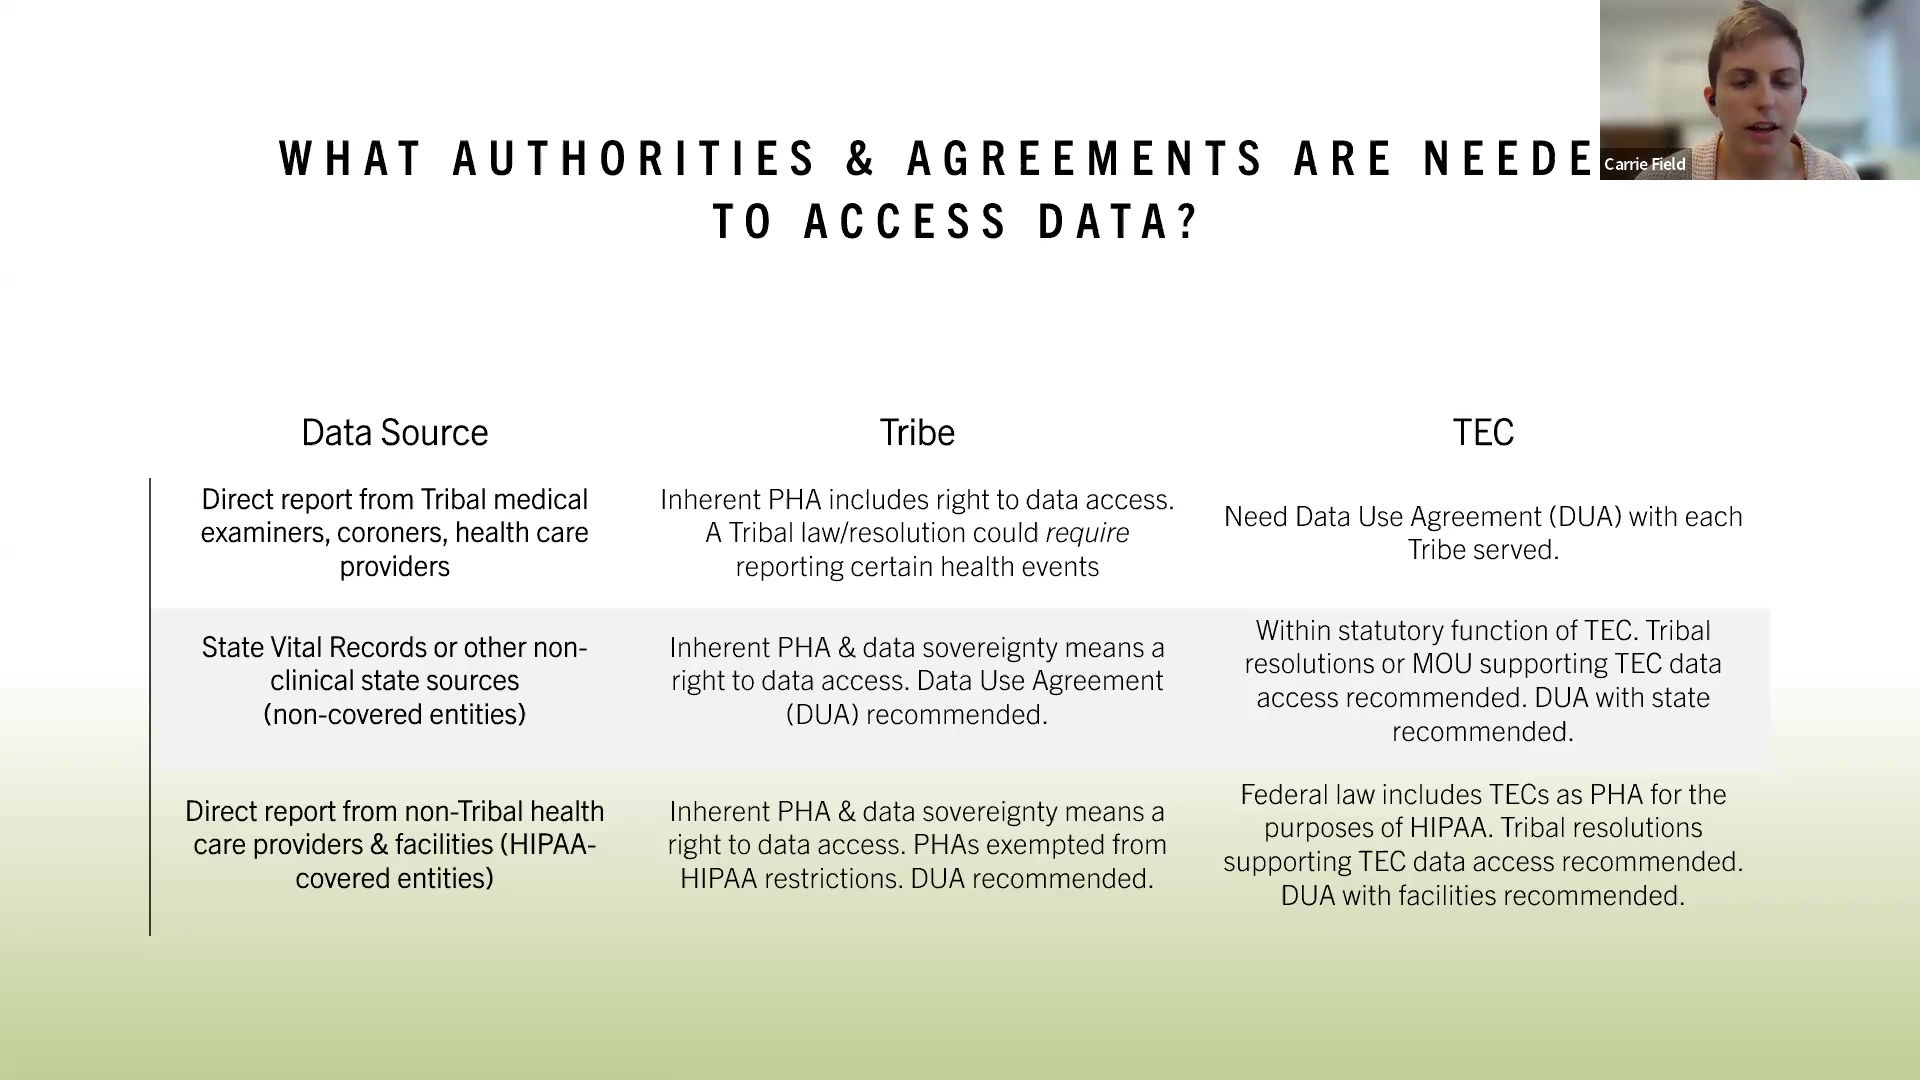 WHAT AUTHORITIES & AGREEMENTS ARE NEEDE
TO ACCESS DATA?
Carrie Field
Data Source
Tribe
TEC
Direct report from Tribal medical
examiners, coroners, health care
providers
Inherent PHA includes right to data access.
A Tribal law/resolution could require
reporting certain health events
Need Data Use Agreement (DUA) with each
Tribe served.
State Vital Records or other non-
clinical state sources
(non-covered entities)
Inherent PHA & data sovereignty means a
right to data access. Data Use Agreement
(DUA) recommended.
Within statutory function of TEC. Tribal
resolutions or MOU supporting TEC data
access recommended. DUA with state
recommended.
Direct report from non-Tribal health
care providers & facilities (HIPAA-
covered entities)
Inherent PHA & data sovereignty means a
right to data access. PHAs exempted from
HIPAA restrictions. DUA recommended.
Federal law includes TECs as PHA for the
purposes of HIPAA. Tribal resolutions
supporting TEC data access recommended.
DUA with facilities recommended.